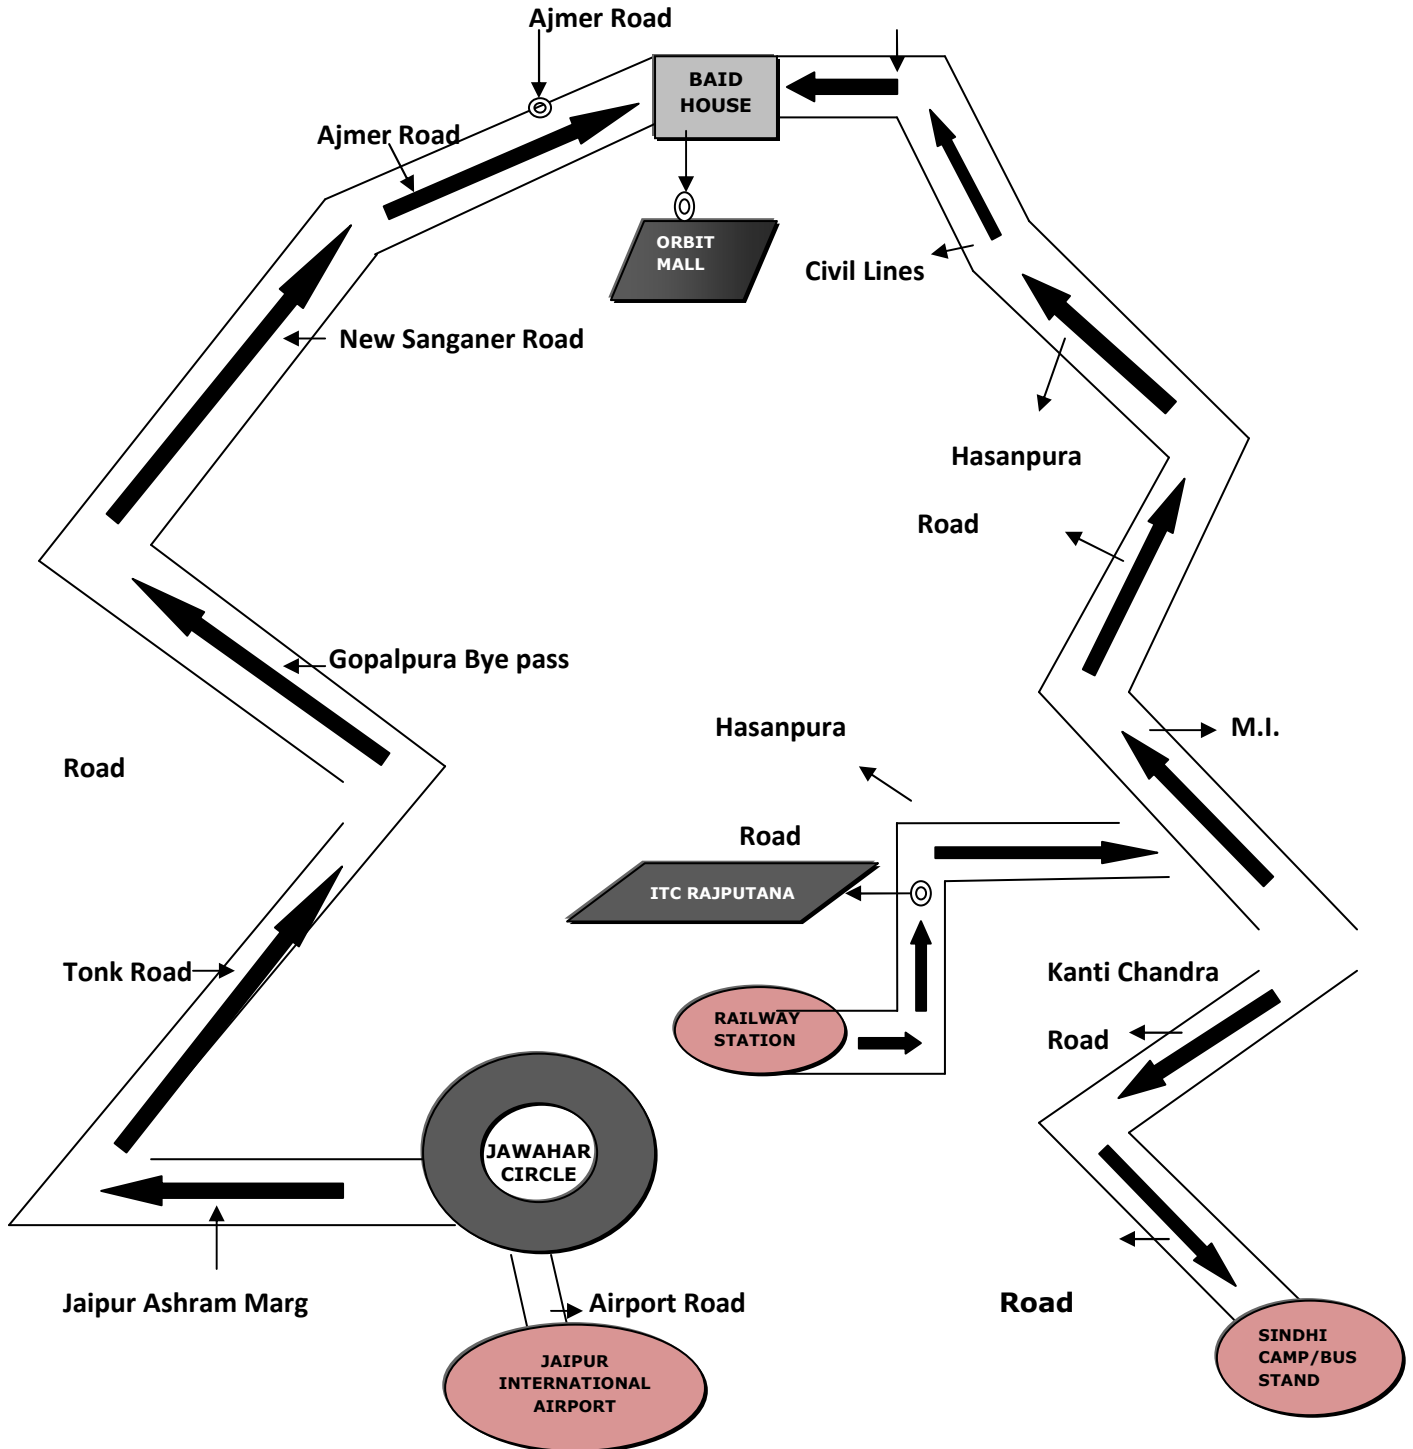 Ajmer Road
BAID
HOUSE
Ajmer Road
ORBIT
MALL
Civil Lines
New Sanganer Road
Hasanpura
Road
Gopalpura Bye pass
Hasanpura
M.I.
Road
Road
ITC RAJPUTANA
Tonk Road
Kanti Chandra
RAILWAY
STATION
Road
JAWAHAR
CIRCLE
Jaipur Ashram Marg
Airport Road
Road
SINDHI
CAMP/BUS
STAND
JAIPUR
INTERNATIONAL
AIRPORT